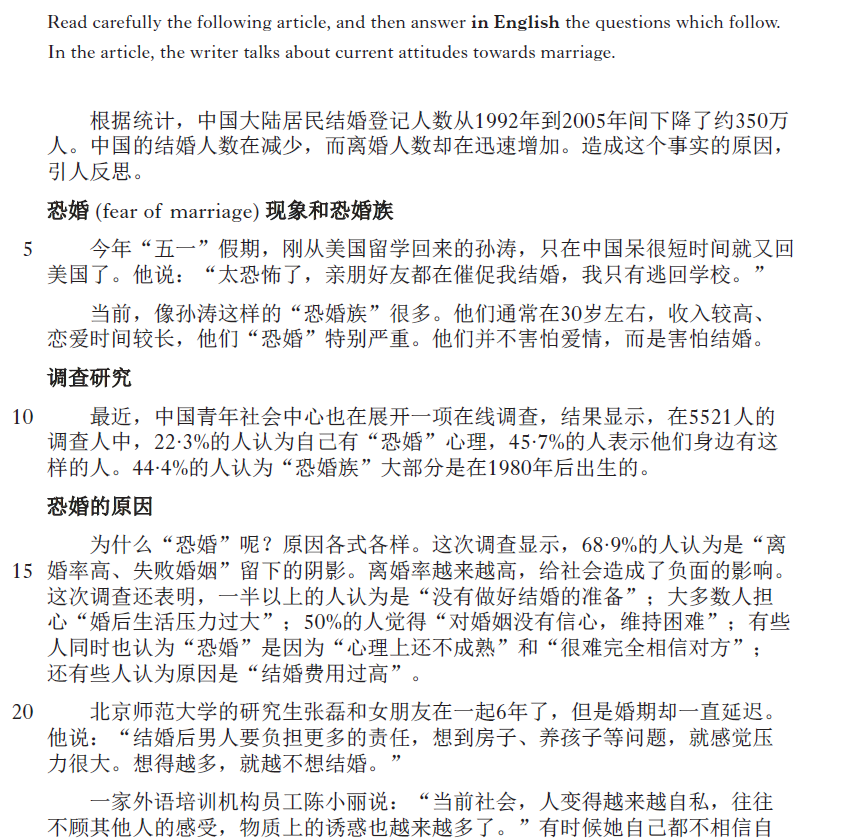 Read carefully the following article, and then answer in English the questions which follow.
In the article, the writer talks about current attitudes towards marriage.
根据统计，中国大陆居民结婚登记人数从1992年到2005年间下降了约350万
人。中国的结婚人数在减少，而离婚人数却在迅速增加。造成这个事实的原因，
引人反思。
恐婚 (fear of marriage) 现象和恐婚族
5 今年“五一”假期，刚从美国留学回来的孙涛，只在中国呆很短时间就又回
美国了。他说：“太恐怖了，亲朋好友都在催促我结婚，我只有逃回学校。”
当前，像孙涛这样的“恐婚族”很多。他们通常在30岁左右，收入较高、
恋爱时间较长，他们“恐婚”特别严重。他们并不害怕爱情，而是害怕结婚。
调查研究
10 最近，中国青年社会中心也在展开一项在线调查，结果显示，在5521人的
调查人中，22·3%的人认为自己有“恐婚”心理，45·7%的人表示他们身边有这
样的人。44·4%的人认为“恐婚族”大部分是在1980年后出生的。
恐婚的原因
为什么“恐婚”呢？原因各式各样。这次调查显示，68·9%的人认为是“离
15 婚率高、失败婚姻”留下的阴影。离婚率越来越高，给社会造成了负面的影响。
这次调查还表明，一半以上的人认为是“没有做好结婚的准备”；大多数人担
心“婚后生活压力过大”；50%的人觉得“对婚姻没有信心，维持困难”；有些
人同时也认为“恐婚”是因为“心理上还不成熟”和“很难完全相信对方”；
还有些人认为原因是“结婚费用过高”。
20 北京师范大学的研究生张磊和女朋友在一起6年了，但是婚期却一直延迟。
他说：“结婚后男人要负担更多的责任，想到房子、养孩子等问题，就感觉压
力很大。想得越多，就越不想结婚。”
一家外语培训机构员工陈小丽说：“当前社会，人变得越来越自私，往往
不顾其他人的感受，物质上的诱惑也越来越多了。”有时候她自己都不相信自